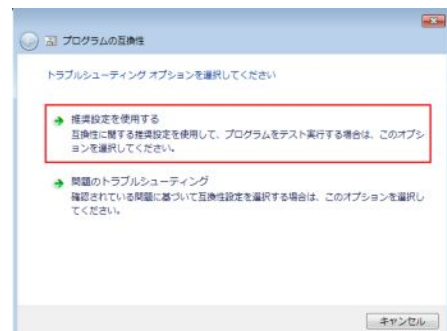 プログラムの互換性
トラブルシューティング オプションを選択してください
推奨設定を使用する
互換性に関する推奨設定を使用して、プログラムをテスト実行する場合は、このオプシ
ョンを選択してください。
問題のトラブルシューティング
確認されている問題に基づいて互換性設定を選択する場合は、このオプションを選択し
てください。
キャンセル